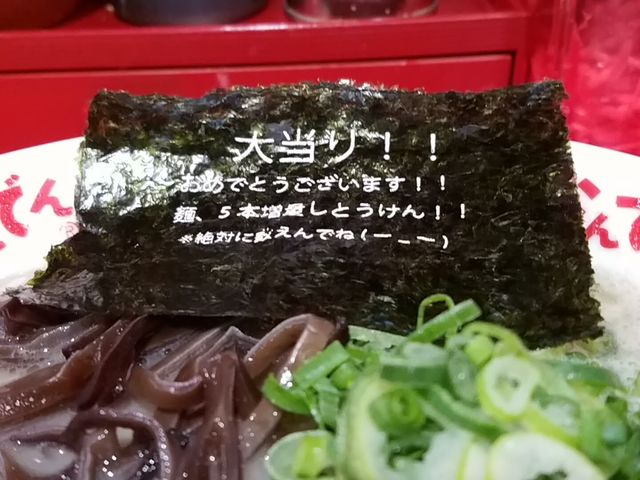 大当り！！
おめでとうございます！！
麺、5本増量しとうけん！！
※絶対に数えんでね(ー_ー)